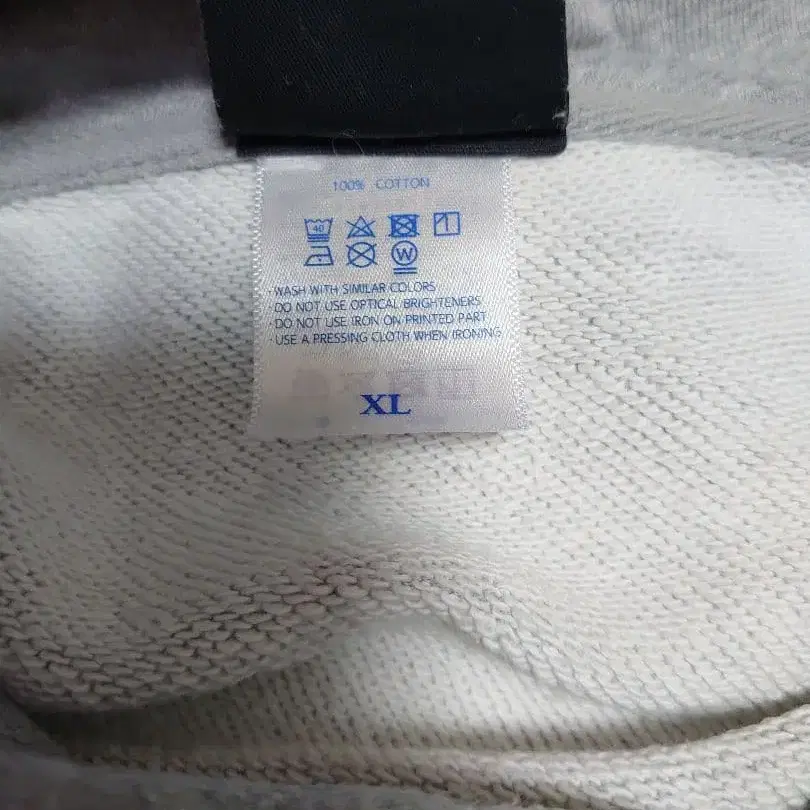 100% COTTON
40
W
· WASH WITH SIMILAR COLORS
DO NOT USE OPTICAL BRIGHTENERS
DO NOT USE IRON ON PRINTED PART
· USE A PRESSING CLOTH WHEN IRONING
XL